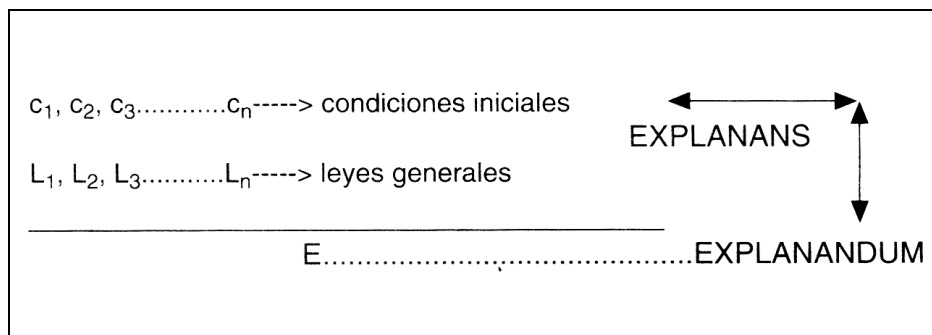 c₁, c₂, c₃............cₙ-----> condiciones iniciales
EXPLANANS
L₁, L₂, L₃...........Lₙ-----> leyes generales
E..........................................EXPLANANDUM